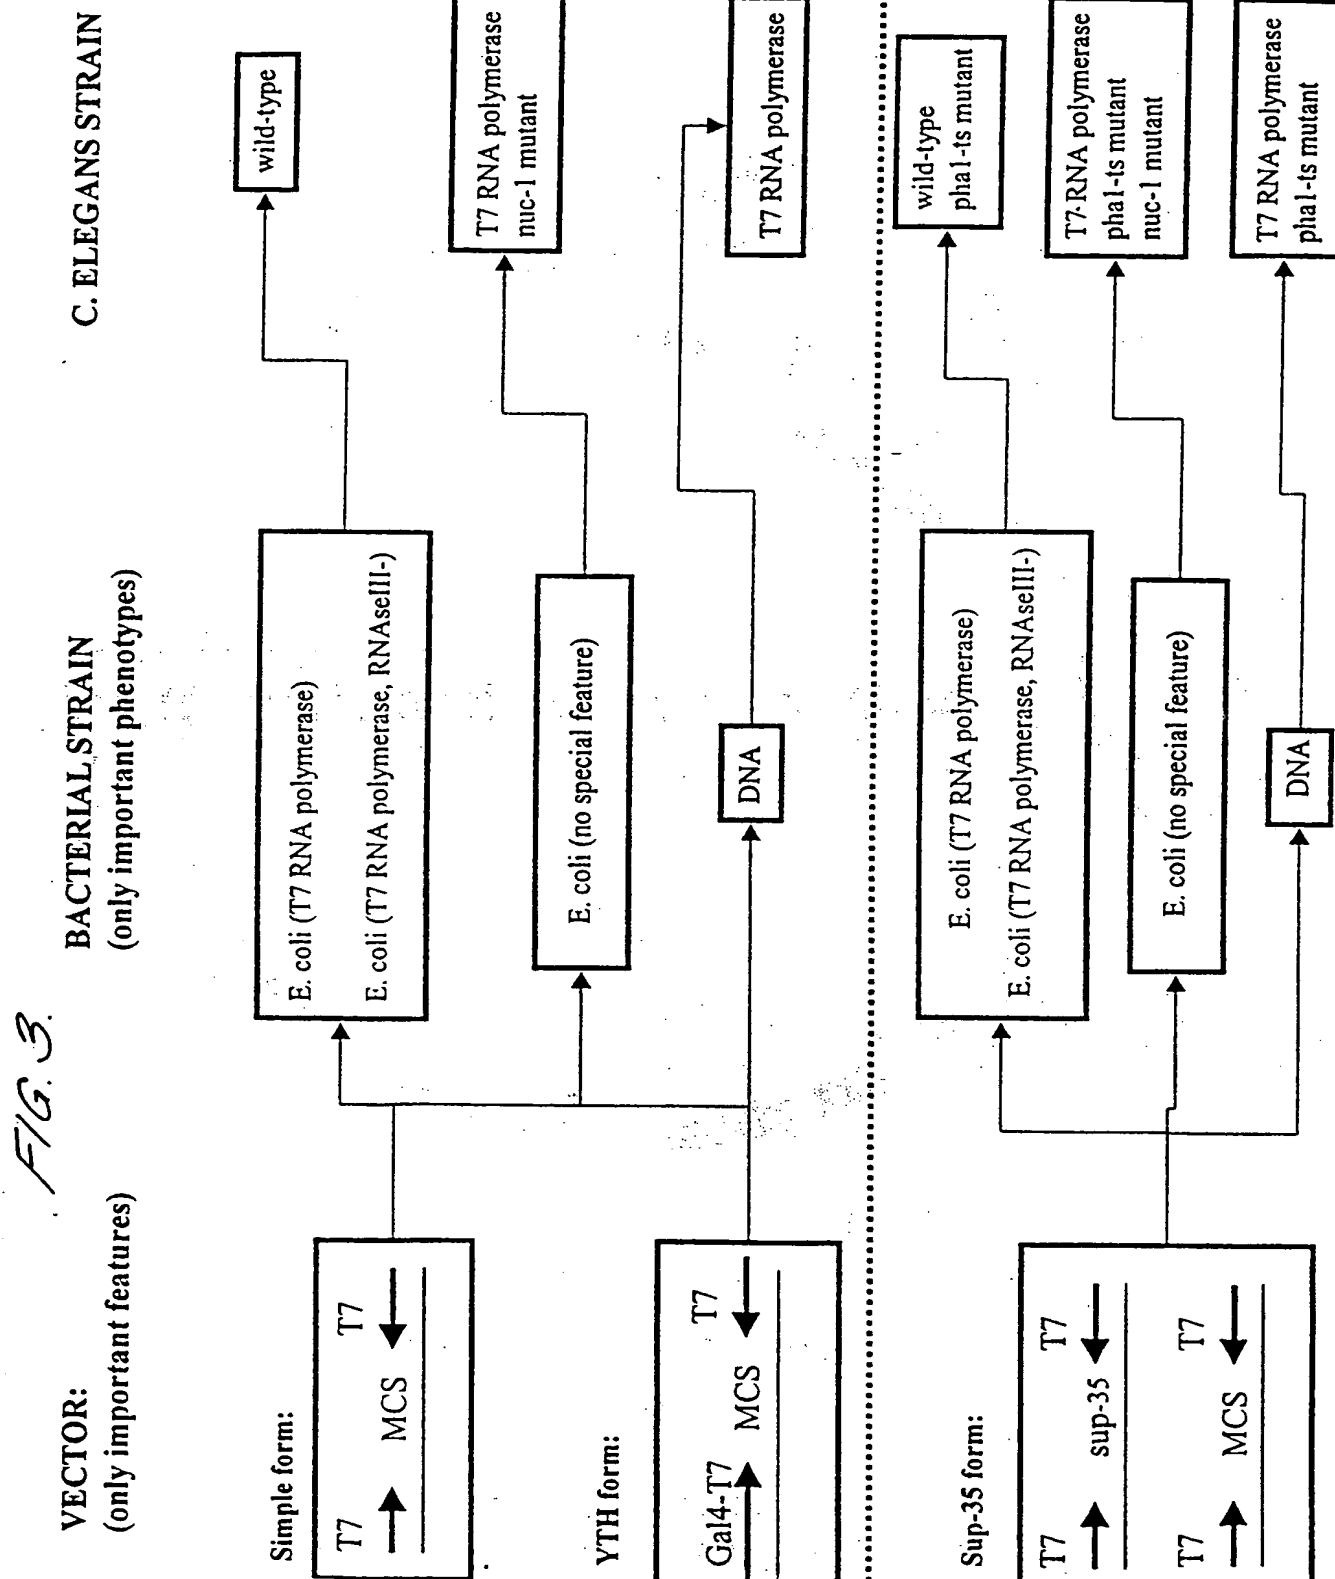 FIG. 3.
VECTOR:
(only important features)
BACTERIAL STRAIN
(only important phenotypes)
C. ELEGANS STRAIN
Simple form:
T7 T7
MCS
E. coli (T7 RNA polymerase)
E. coli (T7 RNA polymerase, RNAseIII-)
wild-type
E. coli (no special feature)
T7 RNA polymerase
nuc-1 mutant
YTH form:
Gal4-T7 T7
MCS
DNA
T7 RNA polymerase
Sup-35 form:
T7 T7
sup-35
T7 T7
MCS
E. coli (T7 RNA polymerase)
E. coli (T7 RNA polymerase, RNAseIII-)
wild-type
pha1-ts mutant
E. coli (no special feature)
T7 RNA polymerase
pha1-ts mutant
nuc-1 mutant
DNA
T7 RNA polymerase
pha1-ts mutant